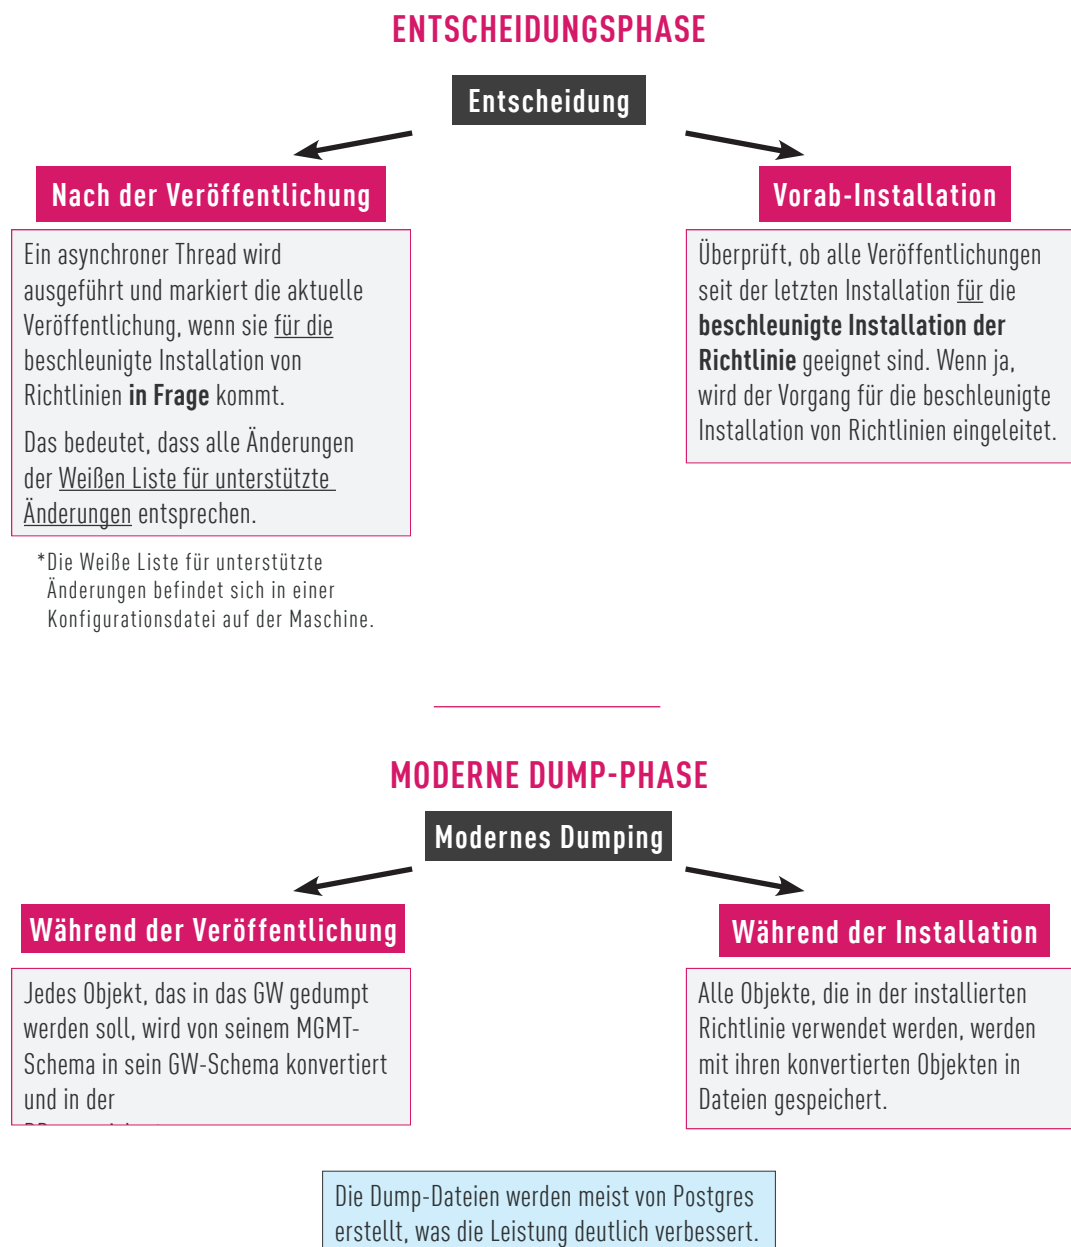 ENTSCHEIDUNGSPHASE
Entscheidung
Nach der Veröffentlichung
Ein asynchroner Thread wird
ausgeführt und markiert die aktuelle
Veröffentlichung, wenn sie für die
beschleunigte Installation von
Richtlinien in Frage kommt.
Das bedeutet, dass alle Änderungen
der Weißen Liste für unterstützte
Änderungen entsprechen.
*Die Weiße Liste für unterstützte
Änderungen befindet sich in einer
Konfigurationsdatei auf der Maschine.
Vorab-Installation
Überprüft, ob alle Veröffentlichungen
seit der letzten Installation für die
beschleunigte Installation der
Richtlinie geeignet sind. Wenn ja,
wird der Vorgang für die beschleunigte
Installation von Richtlinien eingeleitet.
MODERNE DUMP-PHASE
Modernes Dumping
Während der Veröffentlichung
Jedes Objekt, das in das GW gedumpt
werden soll, wird von seinem MGMT-
Schema in sein GW-Schema konvertiert
und in der
Während der Installation
Alle Objekte, die in der installierten
Richtlinie verwendet werden, werden
mit ihren konvertierten Objekten in
Dateien gespeichert.
Die Dump-Dateien werden meist von Postgres
erstellt, was die Leistung deutlich verbessert.